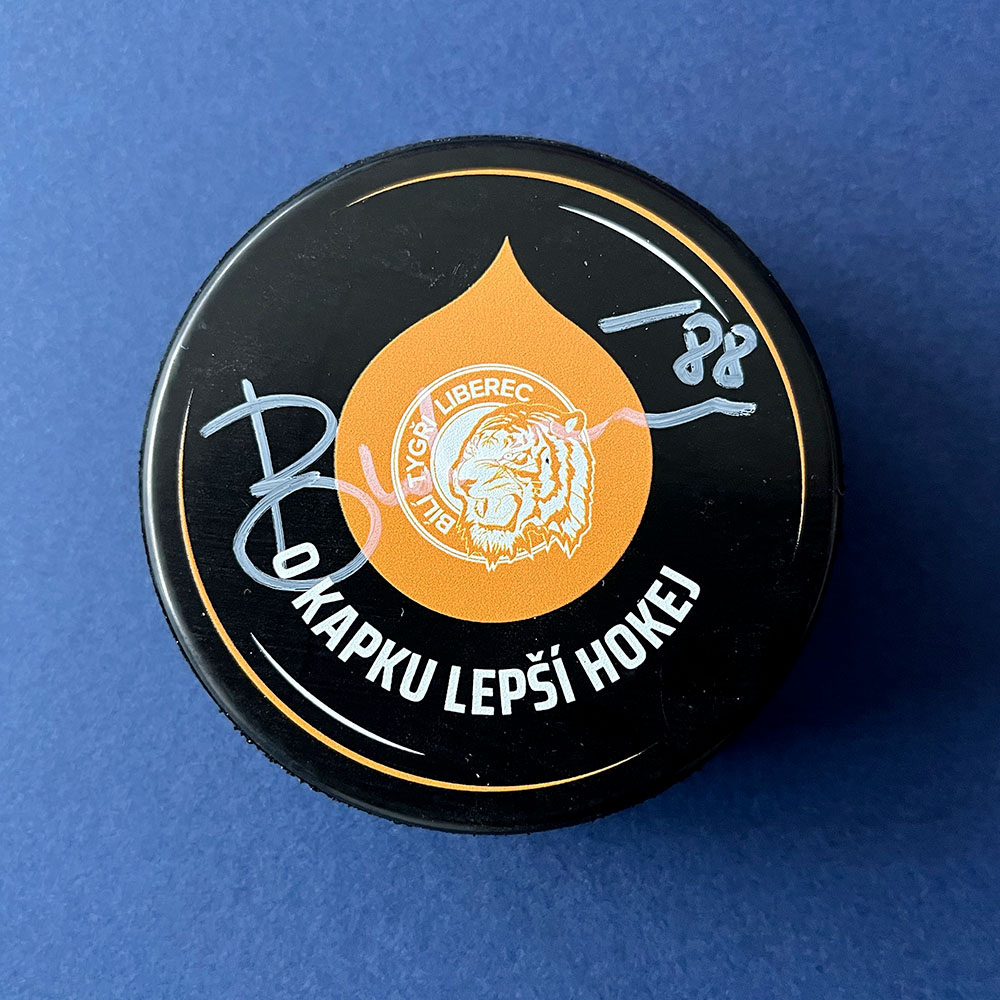 BÍLÍ TYGŘI LIBEREC
88
O KAPKU LEPŠÍ HOKEJ